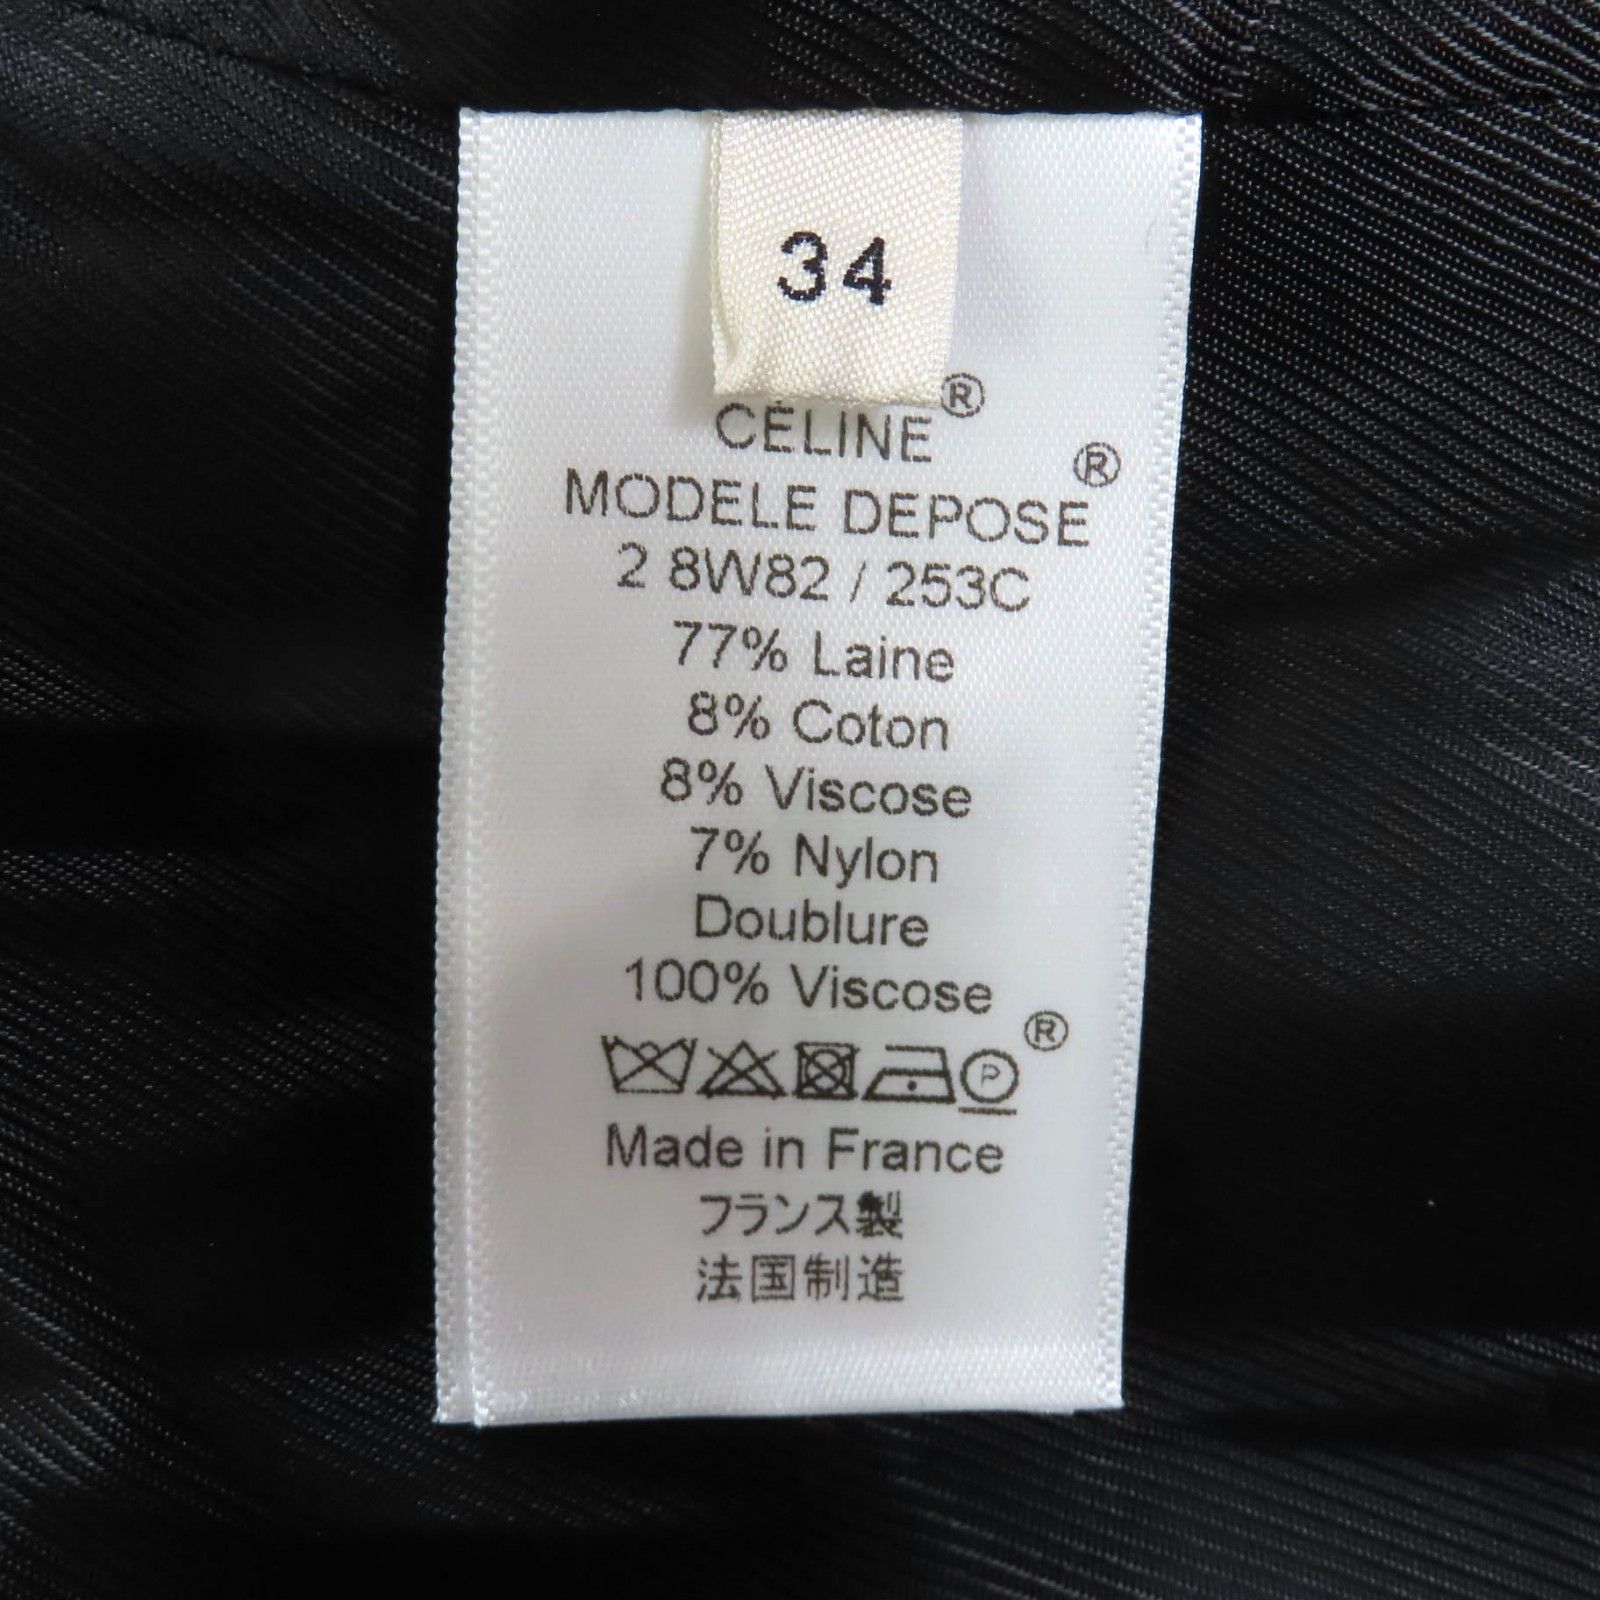 34
CÉLINE®
MODELE DEPOSE®
2 8W82 / 253C
77% Laine
8% Coton
8% Viscose
7% Nylon
Doublure
100% Viscose
®
P
Made in France
フランス製
法国制造